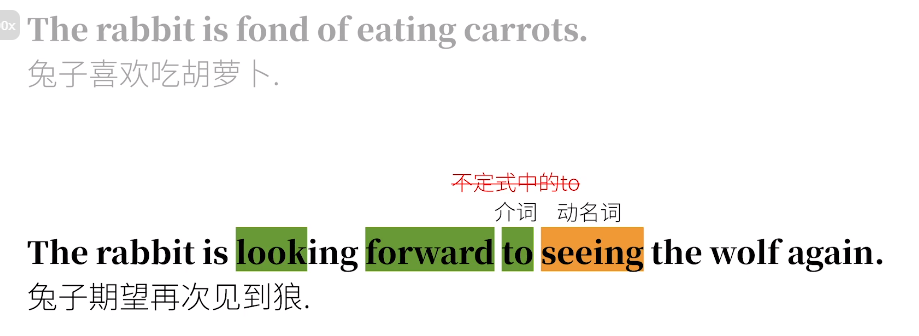 0x
The rabbit is fond of eating carrots.
兔子喜欢吃胡萝卜.
不定式中的to
介词 动名词
The rabbit is looking forward to seeing the wolf again.
兔子期望再次见到狼.